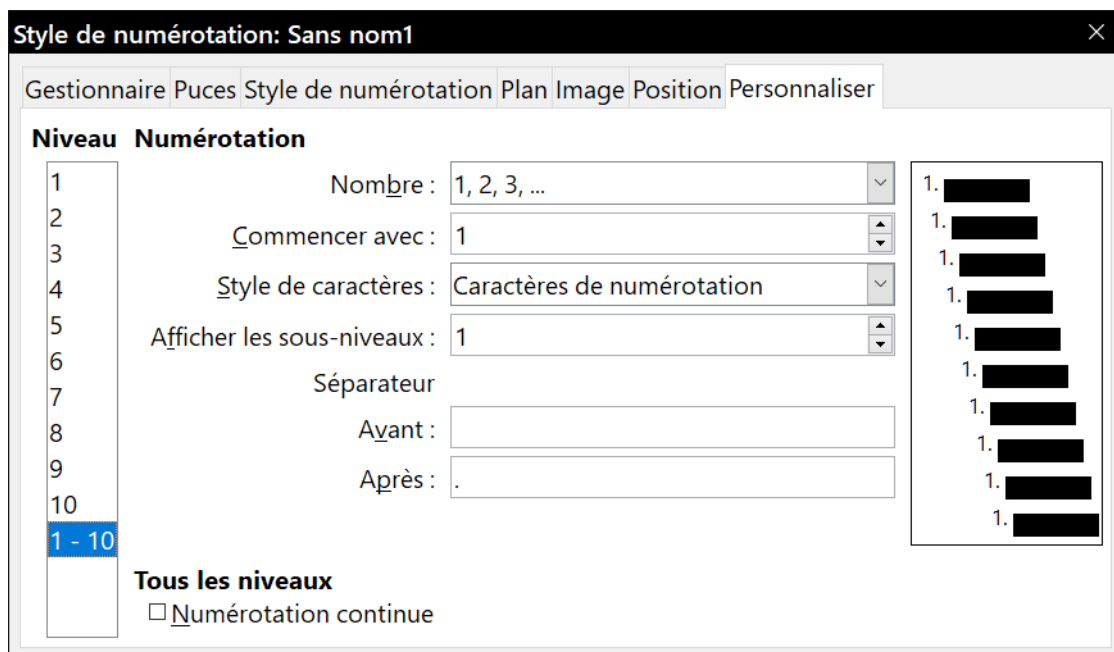 Style de numérotation: Sans nom1
Gestionnaire Puces Style de numérotation Plan Image Position Personnaliser
Niveau Numérotation
1
2
3
4
5
6
7
8
9
10
1 - 10
Nombre : 1, 2, 3, ...
Commencer avec : 1
Style de caractères : Caractères de numérotation
Afficher les sous-niveaux : 1
Séparateur
Avant :
Après : .
Tous les niveaux
Numérotation continue
1.
1.
1.
1.
1.
1.
1.
1.
1.
1.